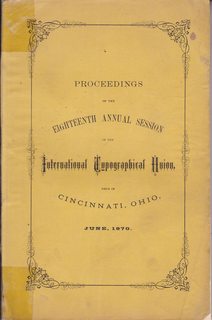 PROCEEDINGS
OF THE
EIGHTEENTH ANNUAL SESSION
OF THE
International Typographical Union,
HELD IN
CINCINNATI, OHIO,
JUNE, 1870.